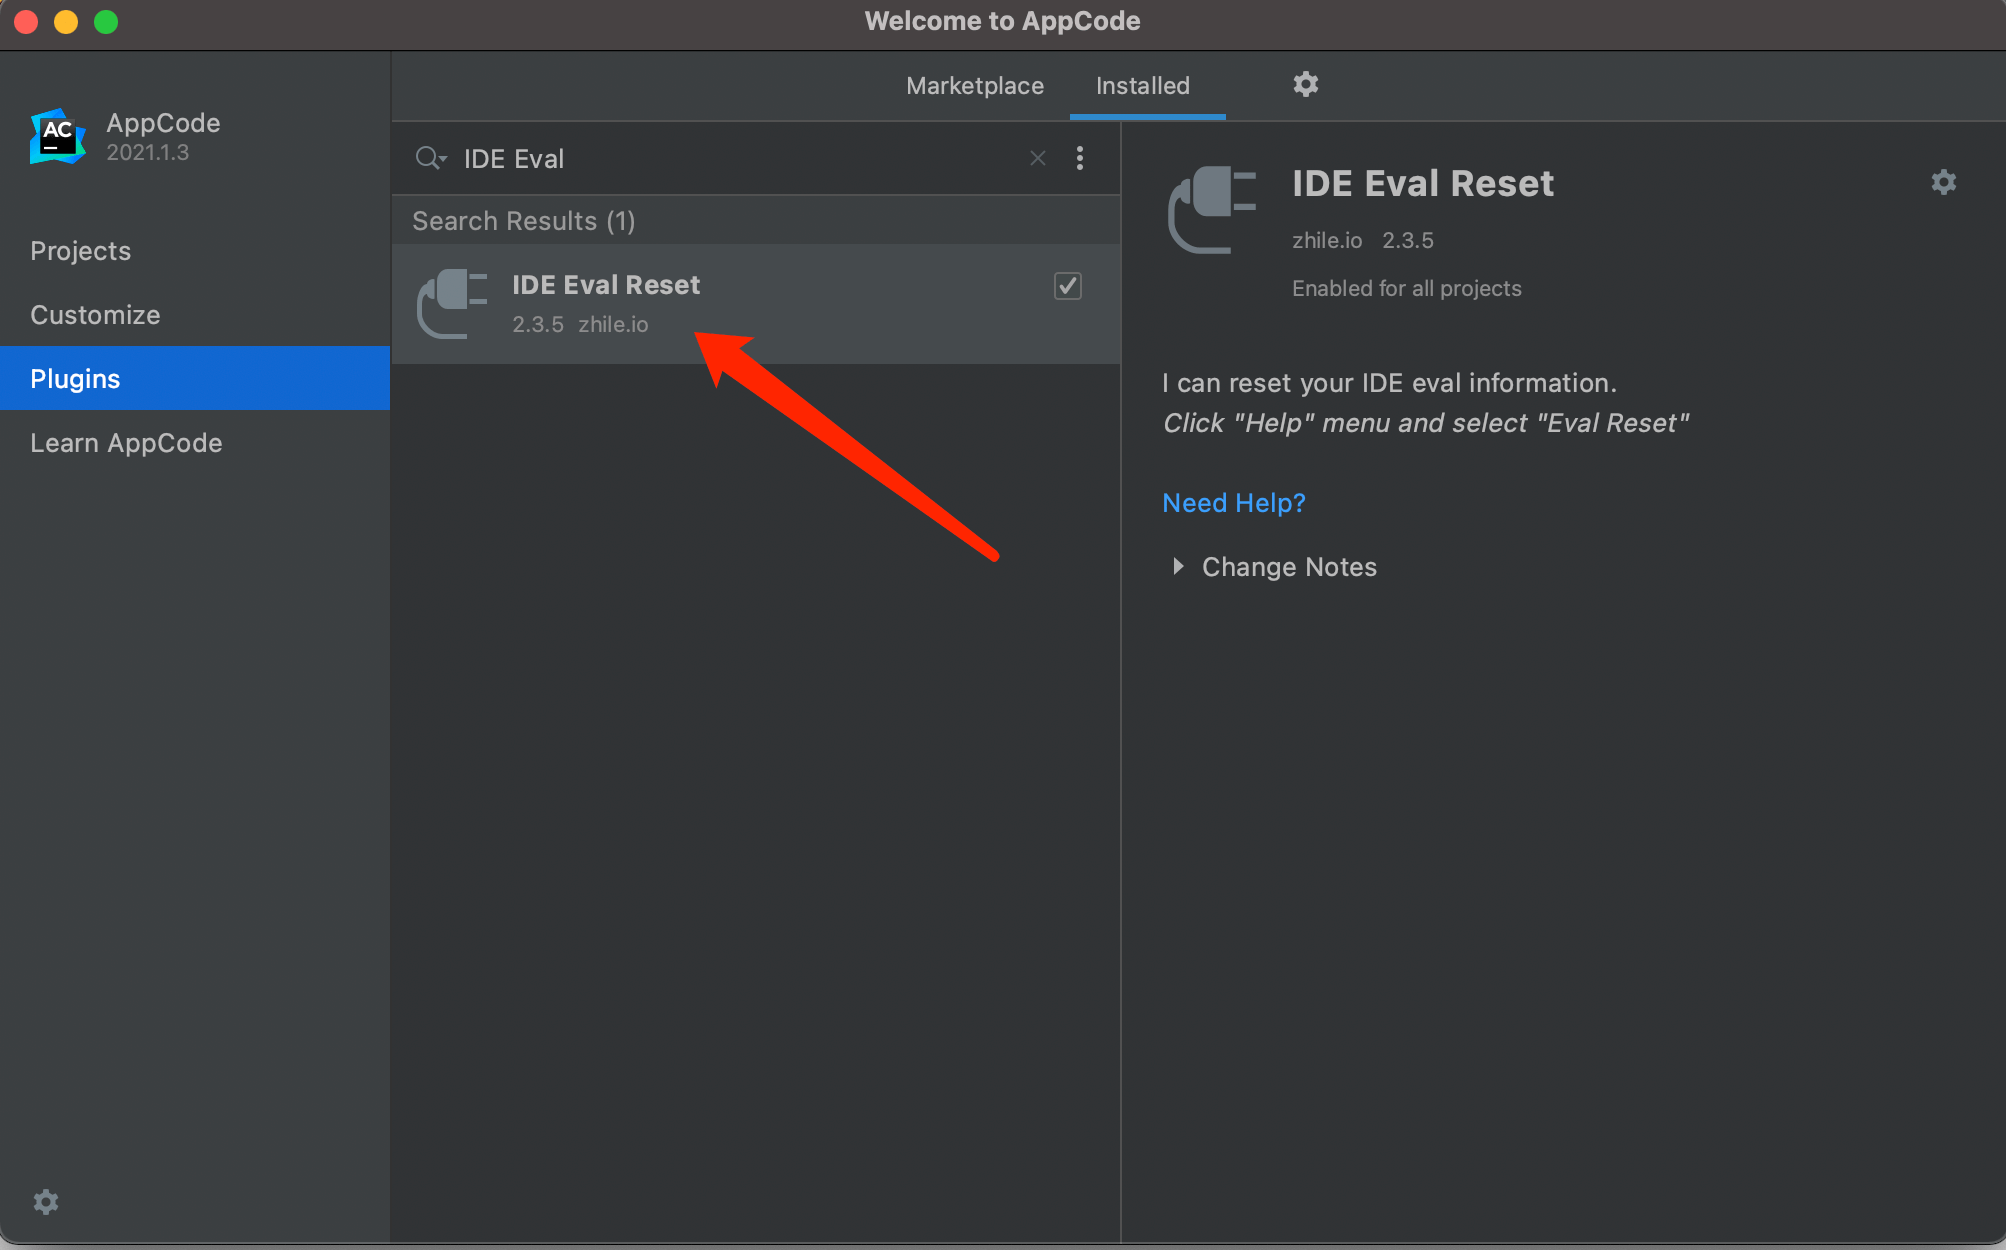 Welcome to AppCode
AC
AppCode
2021.1.3
Projects
Customize
Plugins
Learn AppCode
Marketplace
Installed
IDE Eval
Search Results (1)
IDE Eval Reset
2.3.5 zhile.io
IDE Eval Reset
zhile.io 2.3.5
Enabled for all projects
I can reset your IDE eval information.
Click "Help" menu and select "Eval Reset"
Need Help?
Change Notes